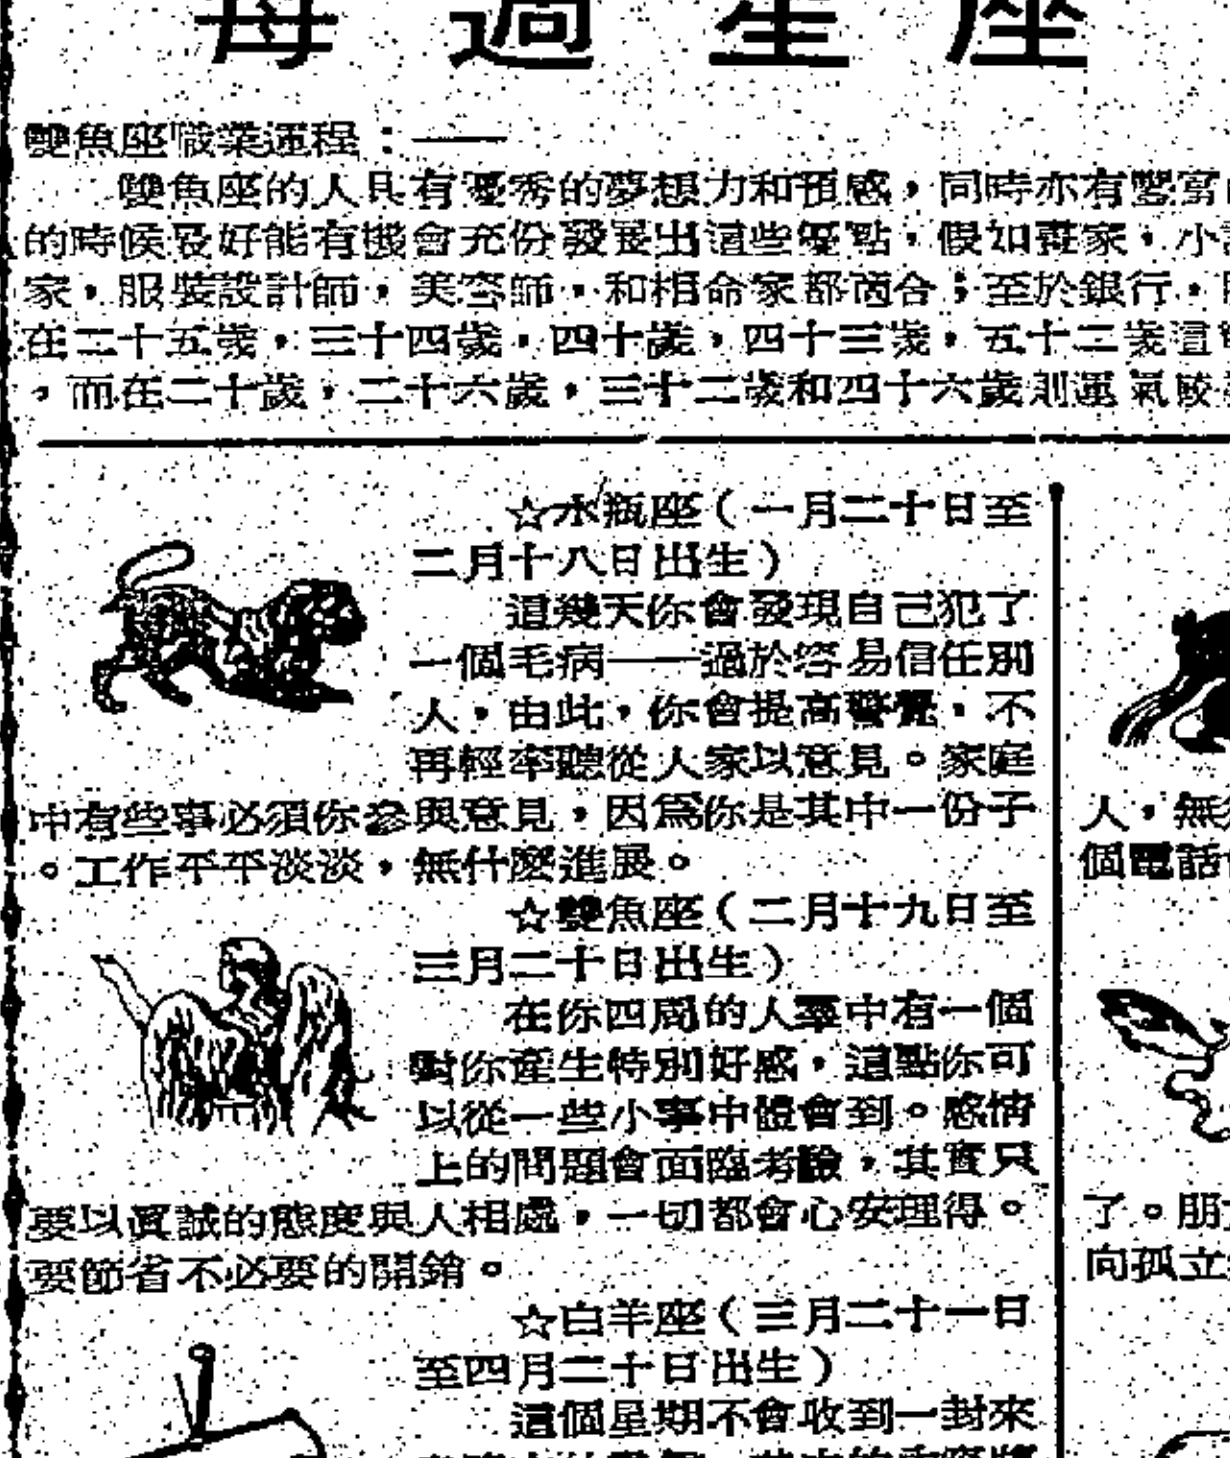 每週星座
雙魚座職業運程：——
雙魚座的人具有優秀的夢想力和預感，同時亦有豐富
的時候最好能有機會充份發展出這些優點，假如畫家，小
家，服裝設計師，美容師，和相命家都適合；至於銀行，
在二十五歲，三十四歲，四十歲，四十三歲，五十二歲這
。而在二十歲，二十六歲，三十二歲和四十六歲則運氣較
☆水瓶座（一月二十日至
二月十八日出生）
這幾天你會發現自己犯了
一個毛病——過於容易信任別
人，由此，你會提高警覺，不
再輕率聽從人家以意見。家庭
中有些事必須你參與意見，因爲你是其中一份子
。工作平平淡淡，無什麼進展。
☆雙魚座（二月十九日至
三月二十日出生）
在你四周的人羣中有一個
對你產生特別好感，這點你可
以從一些小事中體會到。感情
上的問題會面臨考驗，其實只
要以眞誠的態度與人相處，一切都會心安理得。
要節省不必要的開銷。
☆白羊座（三月二十一日
至四月二十日出生）
這個星期不會收到一封來
人，無
個電話
了。朋
向孤立